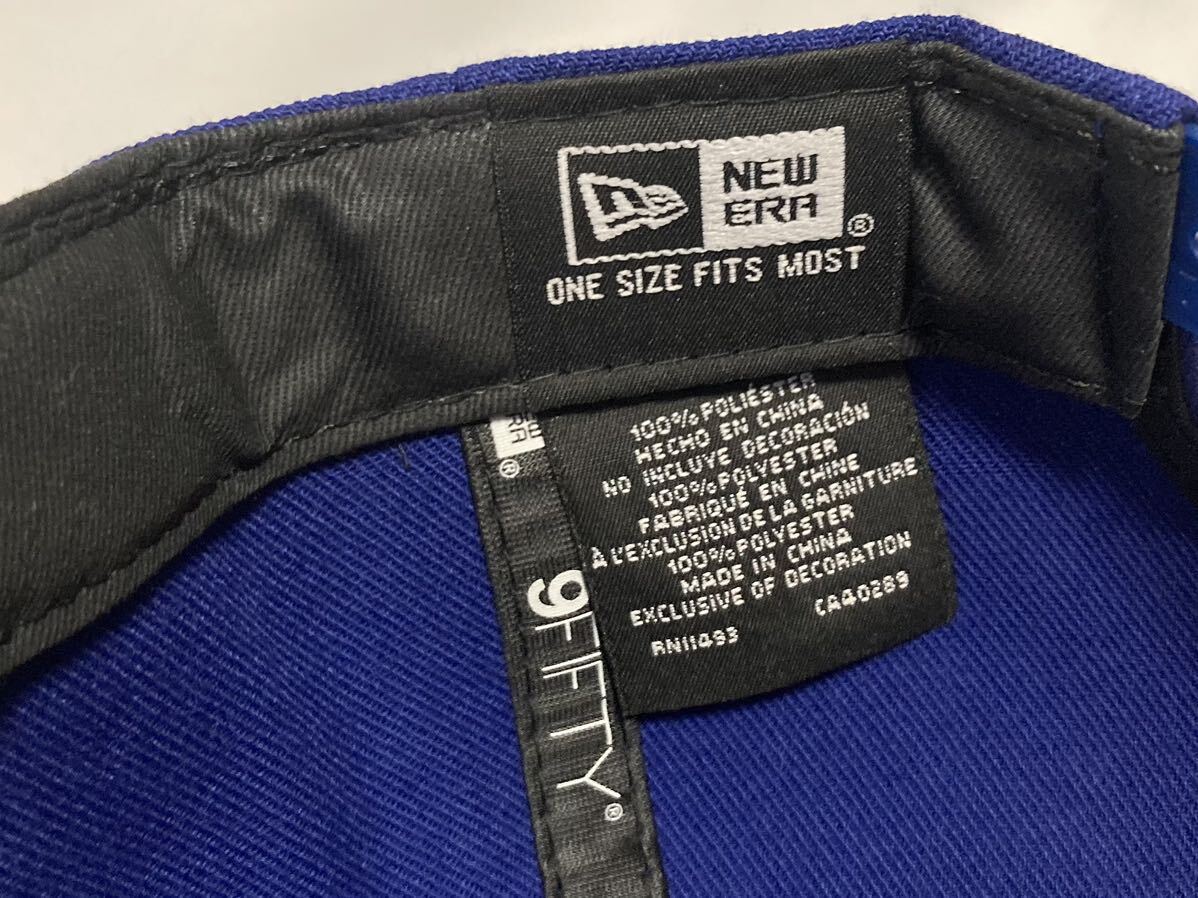 NEW
ERA®
ONE SIZE FITS MOST
100% POLIÉSTER
HECHO EN CHINA
NO INCLUYE DECORACIÓN
100% POLYESTER
FABRIQUÉ EN CHINE
À L'EXCLUSION DE LA GARNITURE
100% POLYESTER
MADE IN CHINA
EXCLUSIVE OF DECORATION
RN11493 CA40289
®
9FIFTY®